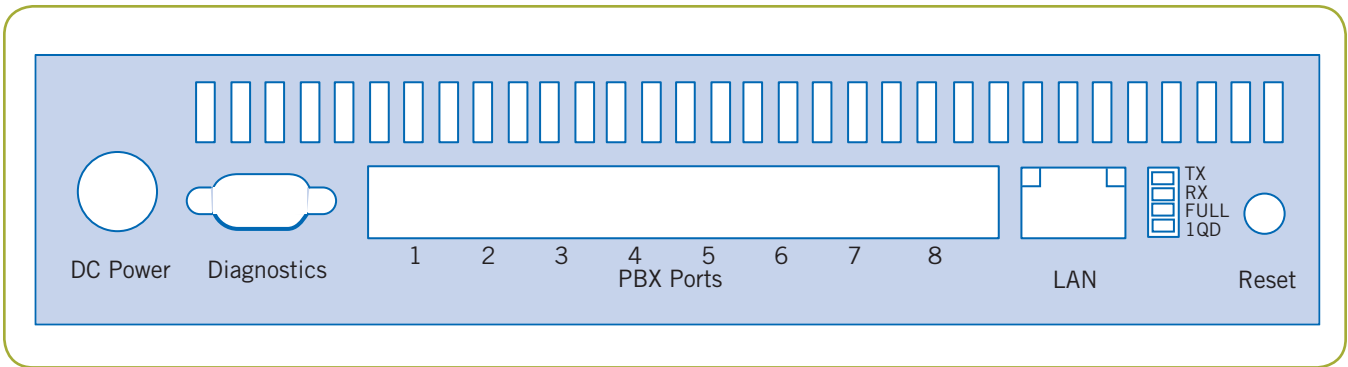 TX
RX
FULL
1QD
1 2 3 4 5 6 7 8
DC Power Diagnostics PBX Ports LAN Reset